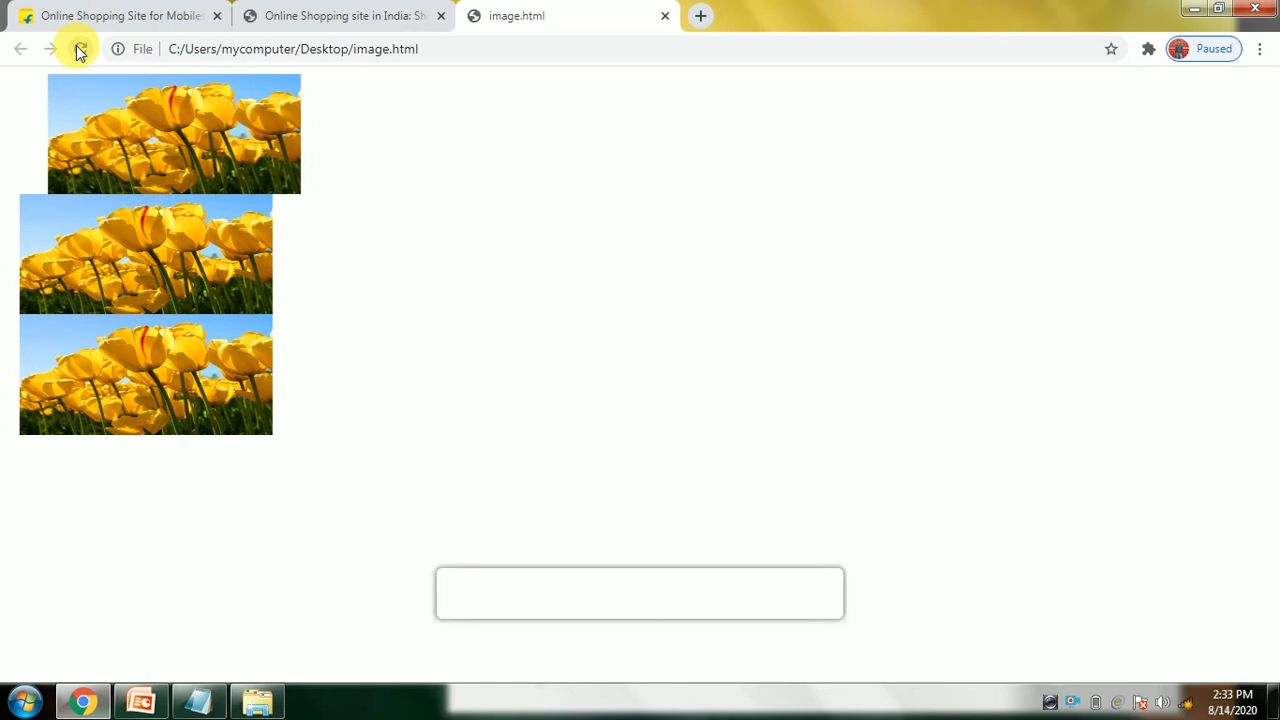 Online Shopping Site for Mobiles
Online Shopping site in India: Sh
image.html
File
C:/Users/mycomputer/Desktop/image.html
Paused
2:33 PM
8/14/2020